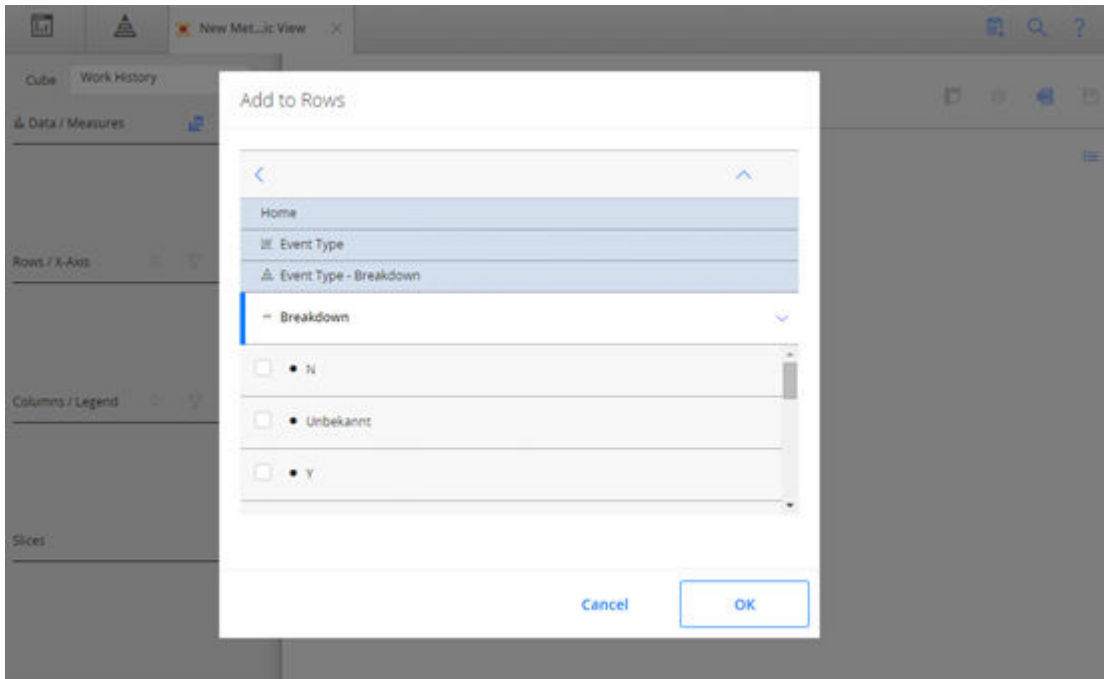 New Met...ic View
?
Cube Work History
Data / Measures
Rows / X-Axis
Columns / Legend
Slices
Add to Rows
Home
Event Type
Event Type - Breakdown
Breakdown
N
Unbekannt
Y
Cancel OK